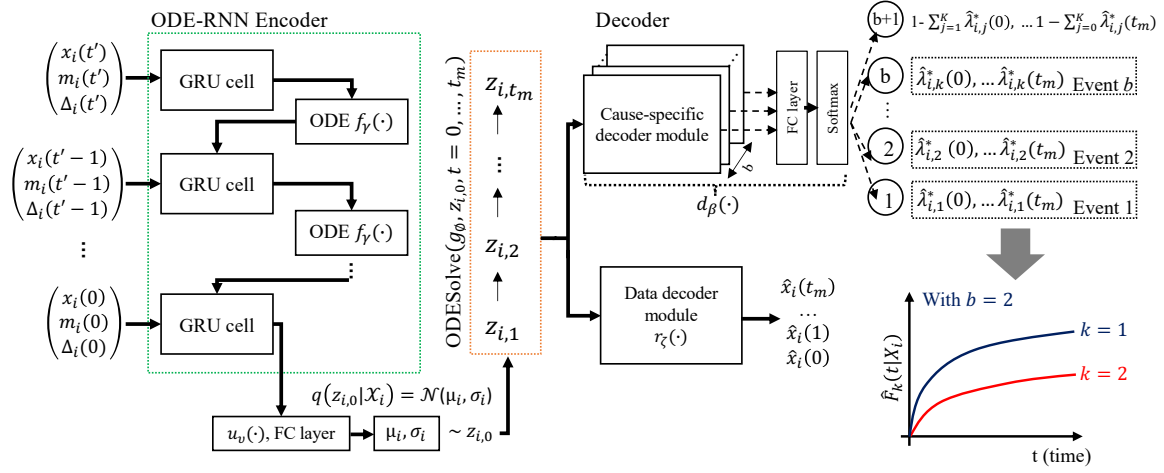 ODE-RNN Encoder
x_i(t′)
m_i(t′)
Δ_i(t′)
GRU cell
ODE f_γ(·)
x_i(t′ − 1)
m_i(t′ − 1)
Δ_i(t′ − 1)
GRU cell
ODE f_γ(·)
⋮
x_i(0)
m_i(0)
Δ_i(0)
GRU cell
u_v(·), FC layer
μ_i, σ_i
~ z_{i,0}
q(z_{i,0}|𝒳_i) = 𝒩(μ_i, σ_i)
ODESolve(g_ø, z_{i,0}, t = 0, ..., t_m)
z_{i,t_m}
...
z_{i,2}
z_{i,1}
Decoder
Cause-specific
decoder module
b
FC layer
Softmax
d_β(·)
b+1
1- ∑_{j=1}^{K} λ̂*_{i,j}(0), … 1 − ∑_{j=0}^{K} λ̂*_{i,j}(t_m)
b
λ̂*_{i,k}(0), … λ̂*_{i,k}(t_m) Event b
⋮
2
λ̂*_{i,2} (0), … λ̂*_{i,2}(t_m) Event 2
1
λ̂*_{i,1}(0), … λ̂*_{i,1}(t_m) Event 1
Data decoder
module
r_ζ(·)
x̂_i(t_m)
...
x̂_i(1)
x̂_i(0)
With b = 2
k = 1
k = 2
F̂_k(t|X_i)
t (time)